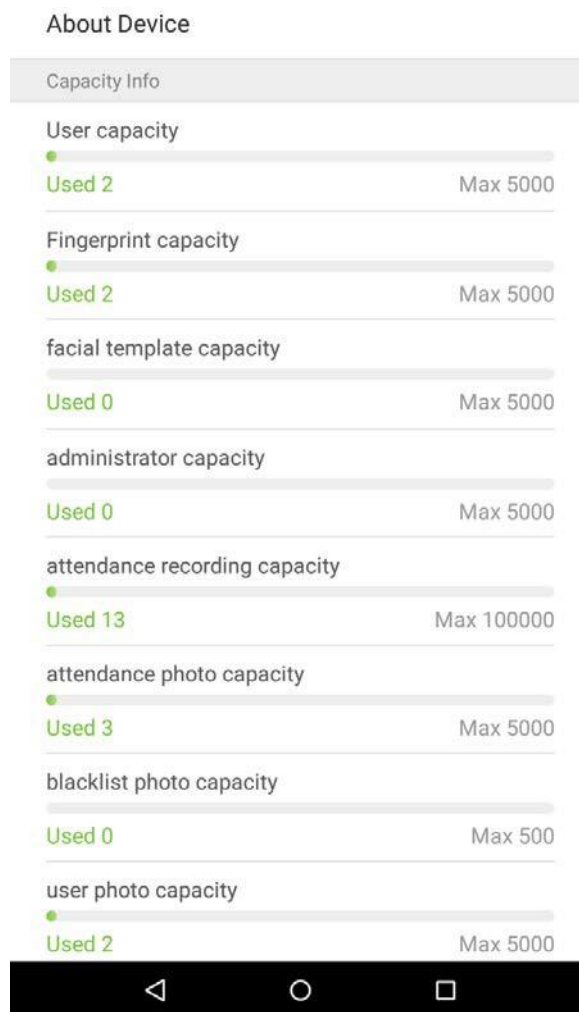 About Device
Capacity Info
User capacity
Used 2 Max 5000
Fingerprint capacity
Used 2 Max 5000
facial template capacity
Used 0 Max 5000
administrator capacity
Used 0 Max 5000
attendance recording capacity
Used 13 Max 100000
attendance photo capacity
Used 3 Max 5000
blacklist photo capacity
Used 0 Max 500
user photo capacity
Used 2 Max 5000